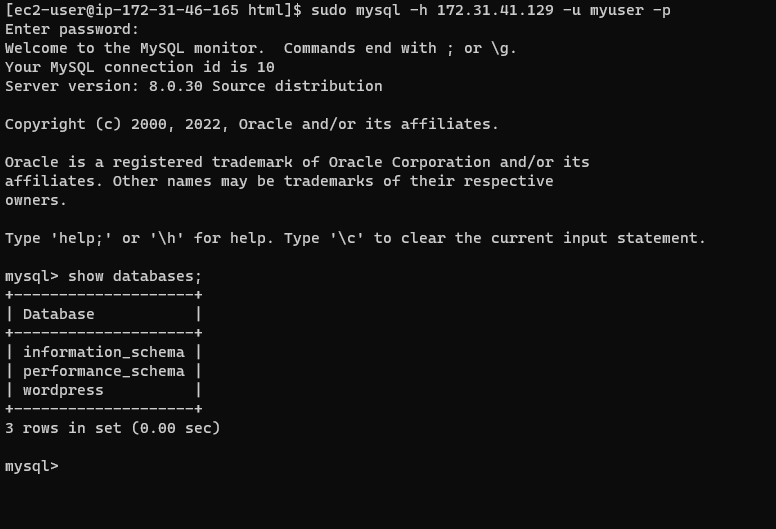 [ec2-user@ip-172-31-46-165 html]$ sudo mysql -h 172.31.41.129 -u myuser -p
Enter password:
Welcome to the MySQL monitor.  Commands end with ; or \g.
Your MySQL connection id is 10
Server version: 8.0.30 Source distribution

Copyright (c) 2000, 2022, Oracle and/or its affiliates.

Oracle is a registered trademark of Oracle Corporation and/or its
affiliates. Other names may be trademarks of their respective
owners.

Type 'help;' or '\h' for help. Type '\c' to clear the current input statement.

mysql> show databases;
+--------------------+
| Database           |
+--------------------+
| information_schema |
| performance_schema |
| wordpress          |
+--------------------+
3 rows in set (0.00 sec)

mysql>